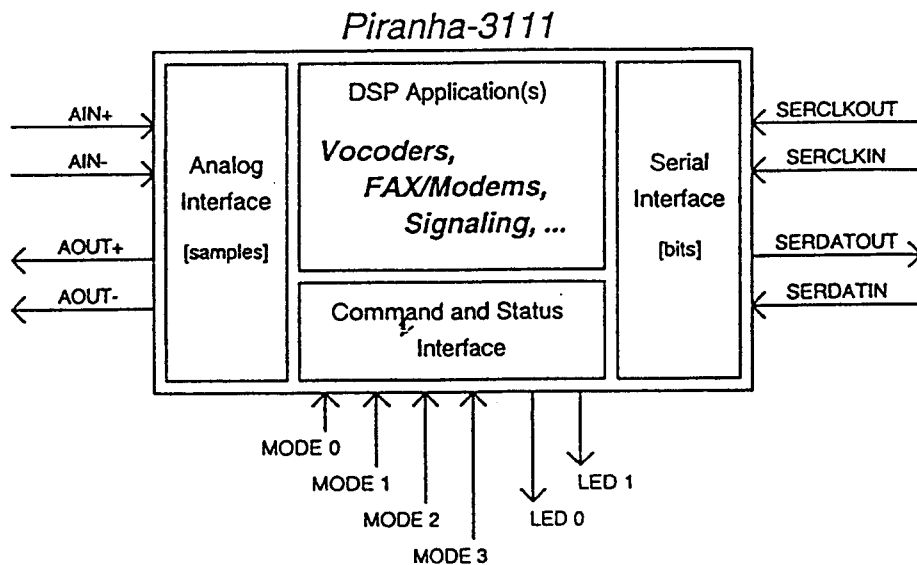 Piranha-3111
AIN+
AIN-
AOUT+
AOUT-
Analog
Interface
[samples]
DSP Application(s)
Vocoders,
FAX/Modems,
Signaling, ...
Command and Status
Interface
Serial
Interface
[bits]
SERCLKOUT
SERCLKIN
SERDATOUT
SERDATIN
MODE 0
MODE 1
MODE 2
MODE 3
LED 1
LED 0